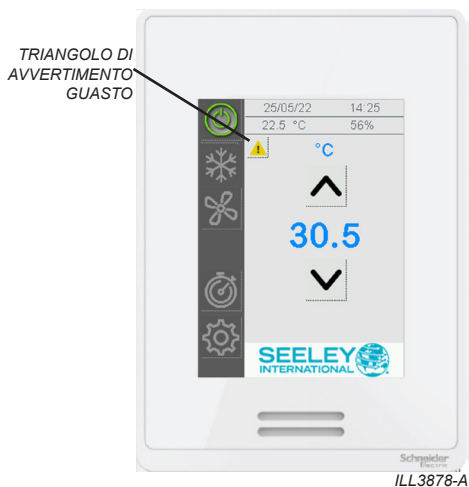 TRIANGOLO DI
AVVERTIMENTO
GUASTO
25/05/22 14:25
22.5 °C 56%
°C
30.5
SEELEY
INTERNATIONAL
Schneider
Electric
ILL3878-A